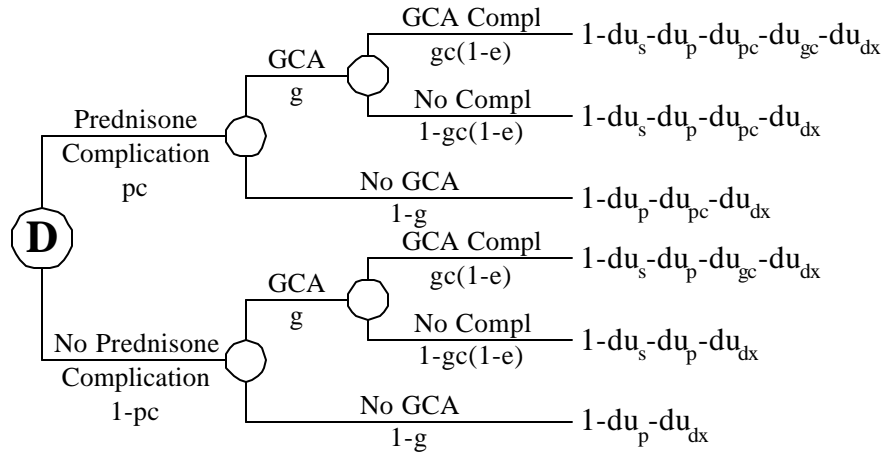 GCA Compl
gc(1-e)
1-du_s-du_p-du_pc-du_gc-du_dx
GCA
g
No Compl
1-gc(1-e)
1-du_s-du_p-du_pc-du_dx
Prednisone
Complication
pc
No GCA
1-g
1-du_p-du_pc-du_dx
D
GCA Compl
gc(1-e)
1-du_s-du_p-du_gc-du_dx
GCA
g
No Compl
1-gc(1-e)
1-du_s-du_p-du_dx
No Prednisone
Complication
1-pc
No GCA
1-g
1-du_p-du_dx